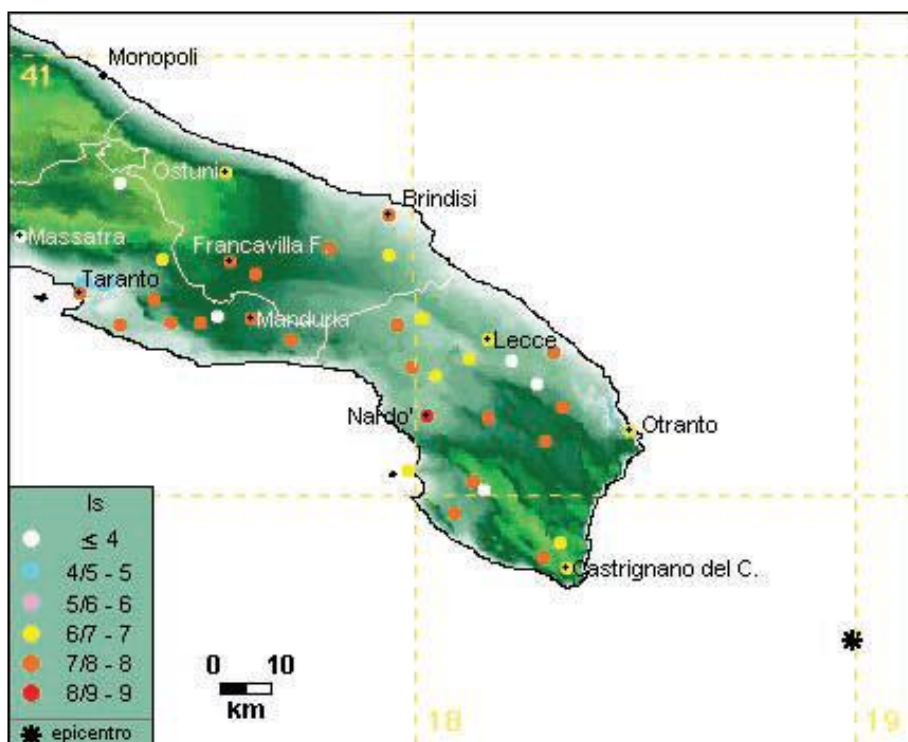 Monopoli
41
Ostuni
Brindisi
Massafra
Francavilla F.
Taranto
Manduria
Lecce
Nardo'
Otranto
Is
≤ 4
4/5 - 5
5/6 - 6
6/7 - 7
7/8 - 8
8/9 - 9
epicentro
Castrignano del C.
0 10
km
18
19